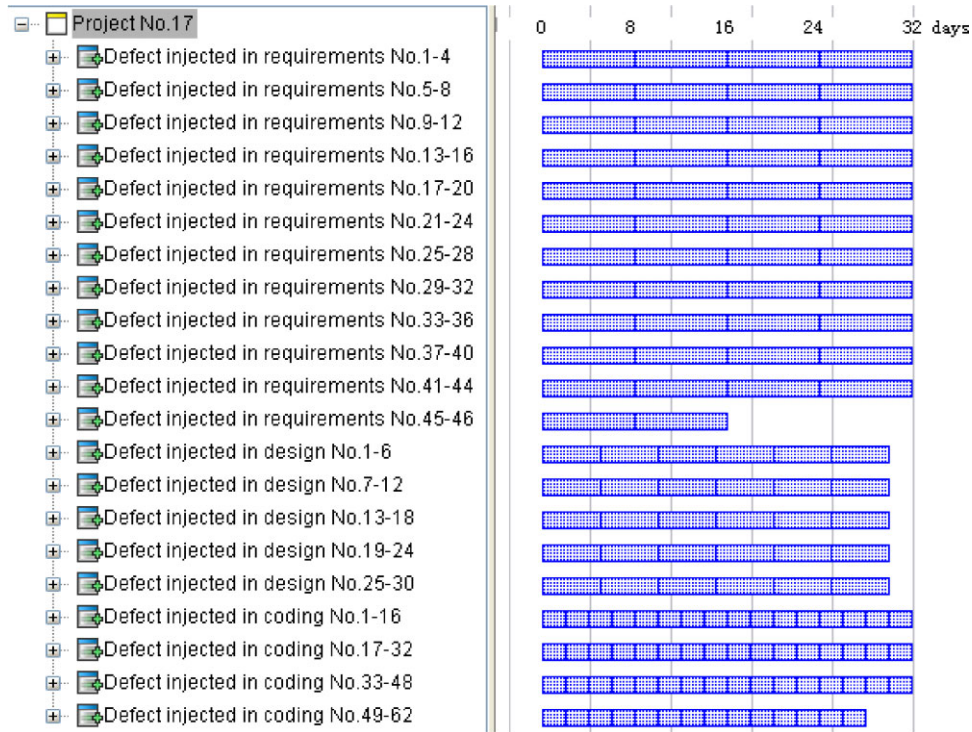 Project No.17
0 8 16 24 32 days
Defect injected in requirements No.1-4
Defect injected in requirements No.5-8
Defect injected in requirements No.9-12
Defect injected in requirements No.13-16
Defect injected in requirements No.17-20
Defect injected in requirements No.21-24
Defect injected in requirements No.25-28
Defect injected in requirements No.29-32
Defect injected in requirements No.33-36
Defect injected in requirements No.37-40
Defect injected in requirements No.41-44
Defect injected in requirements No.45-46
Defect injected in design No.1-6
Defect injected in design No.7-12
Defect injected in design No.13-18
Defect injected in design No.19-24
Defect injected in design No.25-30
Defect injected in coding No.1-16
Defect injected in coding No.17-32
Defect injected in coding No.33-48
Defect injected in coding No.49-62